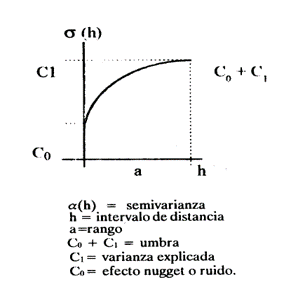 σ (h)
C1
C₀ + C₁
C₀
a
h
α(h) = semivarianza
h = intervalo de distancia
a=rango
C₀ + C₁ = umbra
C₁= varianza explicada
C₀= efecto nugget o ruido.